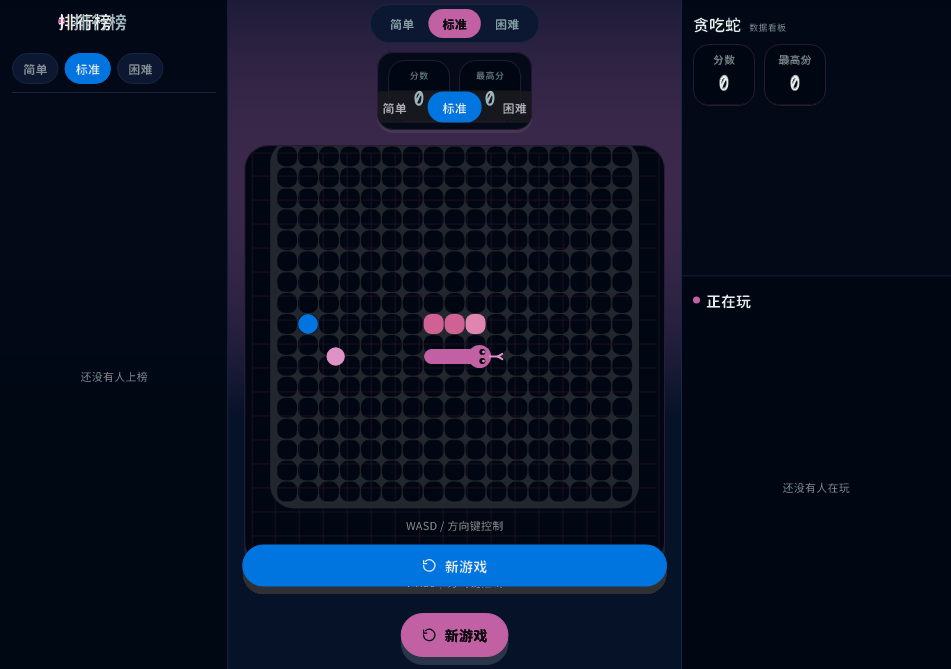 排行榜
简单 标准 困难
还没有人上榜
简单 标准 困难
分数 最高分
0 0
简单 标准 困难
WASD / 方向键控制
新游戏
新游戏
贪吃蛇 数据看板
分数 最高分
0 0
正在玩
还没有人在玩